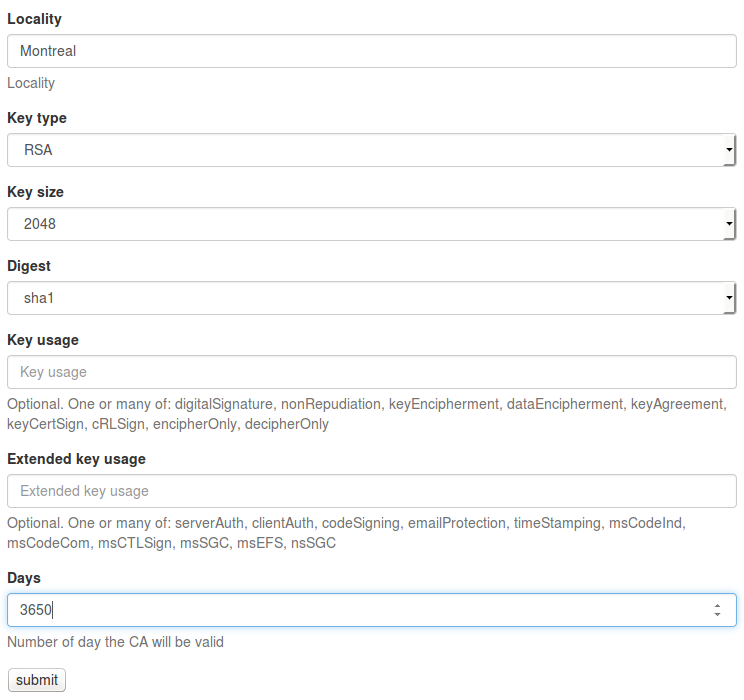 Locality
Montreal
Locality
Key type
RSA
Key size
2048
Digest
sha1
Key usage
Key usage
Optional. One or many of: digitalSignature, nonRepudiation, keyEncipherment, dataEncipherment, keyAgreement,
keyCertSign, cRLSign, encipherOnly, decipherOnly
Extended key usage
Extended key usage
Optional. One or many of: serverAuth, clientAuth, codeSigning, emailProtection, timeStamping, msCodeInd,
msCodeCom, msCTLSign, msSGC, msEFS, nsSGC
Days
3650
Number of day the CA will be valid
submit